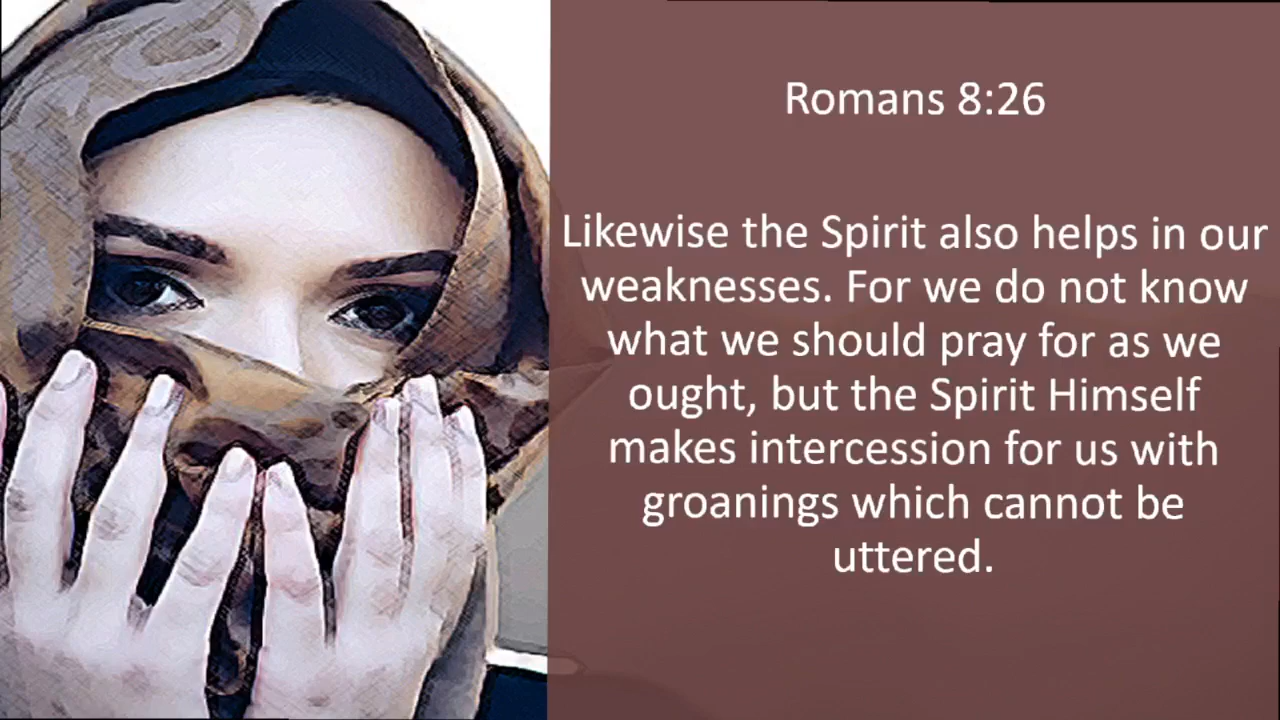 Romans 8:26
Likewise the Spirit also helps in our
weaknesses. For we do not know
what we should pray for as we
ought, but the Spirit Himself
makes intercession for us with
groanings which cannot be
uttered.